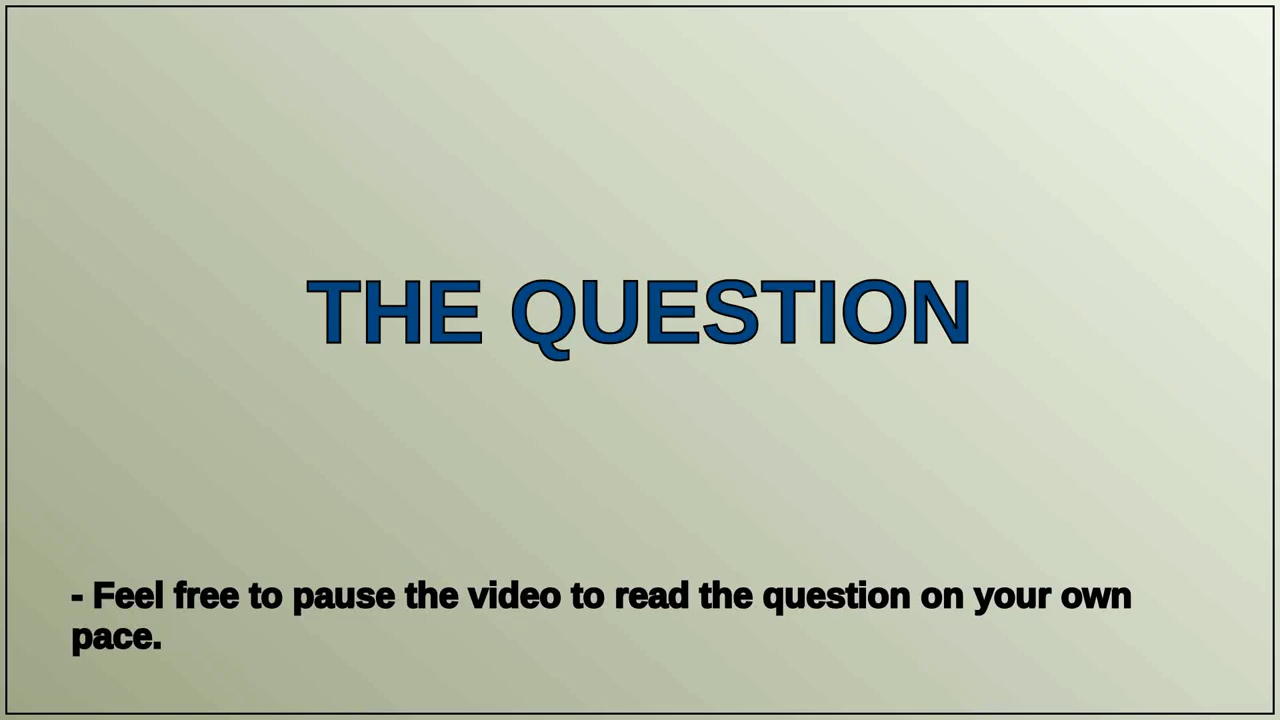 THE QUESTION
- Feel free to pause the video to read the question on your own
pace.